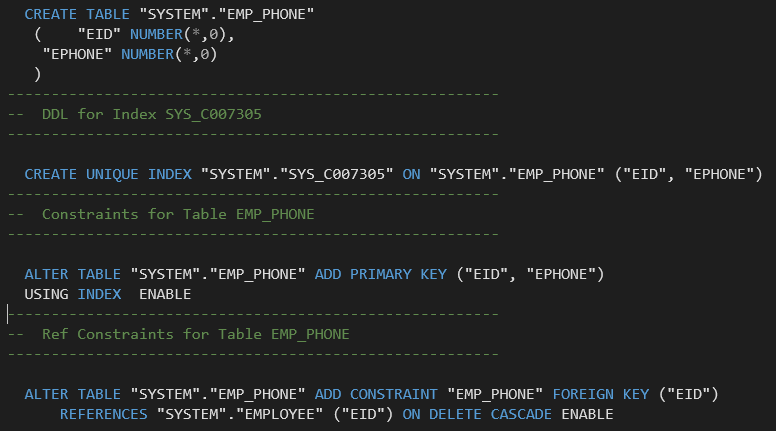 CREATE TABLE "SYSTEM"."EMP_PHONE"
(    "EID" NUMBER(*,0),
"EPHONE" NUMBER(*,0)
)
--------------------------------------------------------
--  DDL for Index SYS_C007305
--------------------------------------------------------
CREATE UNIQUE INDEX "SYSTEM"."SYS_C007305" ON "SYSTEM"."EMP_PHONE" ("EID", "EPHONE")
--------------------------------------------------------
--  Constraints for Table EMP_PHONE
--------------------------------------------------------
ALTER TABLE "SYSTEM"."EMP_PHONE" ADD PRIMARY KEY ("EID", "EPHONE")
USING INDEX  ENABLE
--------------------------------------------------------
--  Ref Constraints for Table EMP_PHONE
--------------------------------------------------------
ALTER TABLE "SYSTEM"."EMP_PHONE" ADD CONSTRAINT "EMP_PHONE" FOREIGN KEY ("EID")
REFERENCES "SYSTEM"."EMPLOYEE" ("EID") ON DELETE CASCADE ENABLE